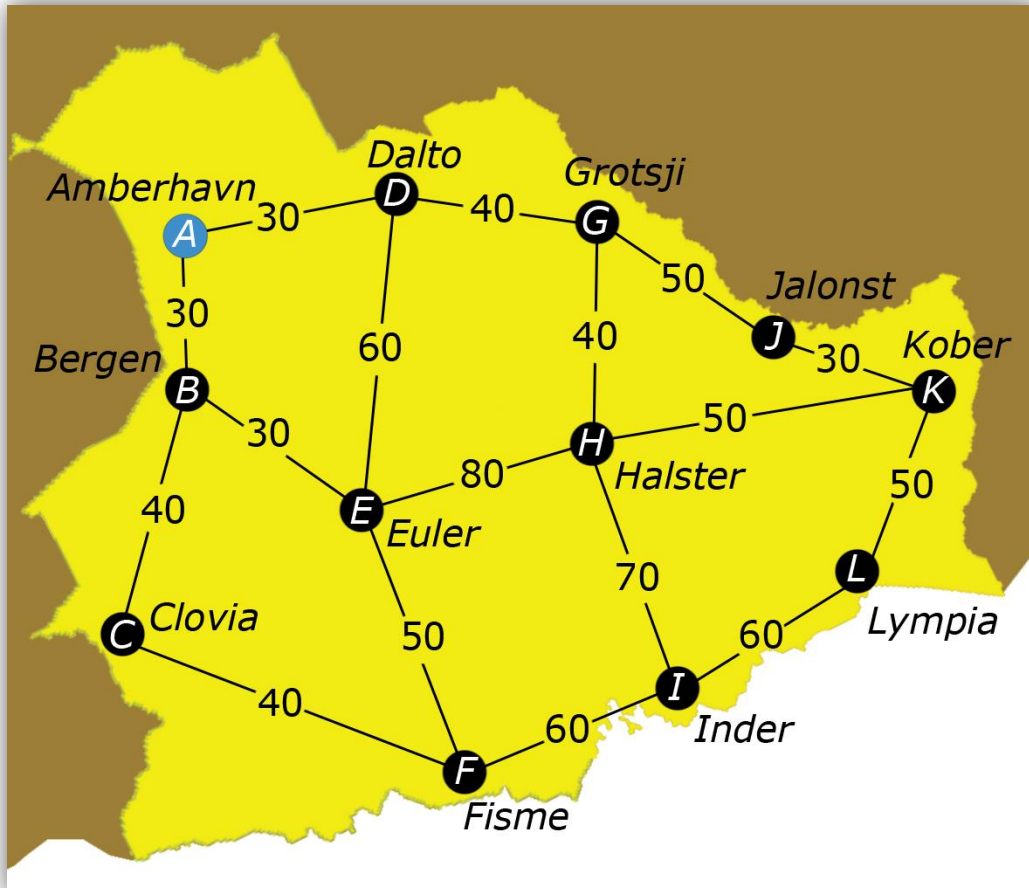 Dalto
Grotsji
Amberhavn
D
30
40
G
A
50
Jalonst
30
40
J
Kober
Bergen
60
30
K
B
50
30
H
Halster
80
50
40
E
Euler
70
L
Clovia
Lympia
C
50
60
40
I
60
Inder
F
Fisme